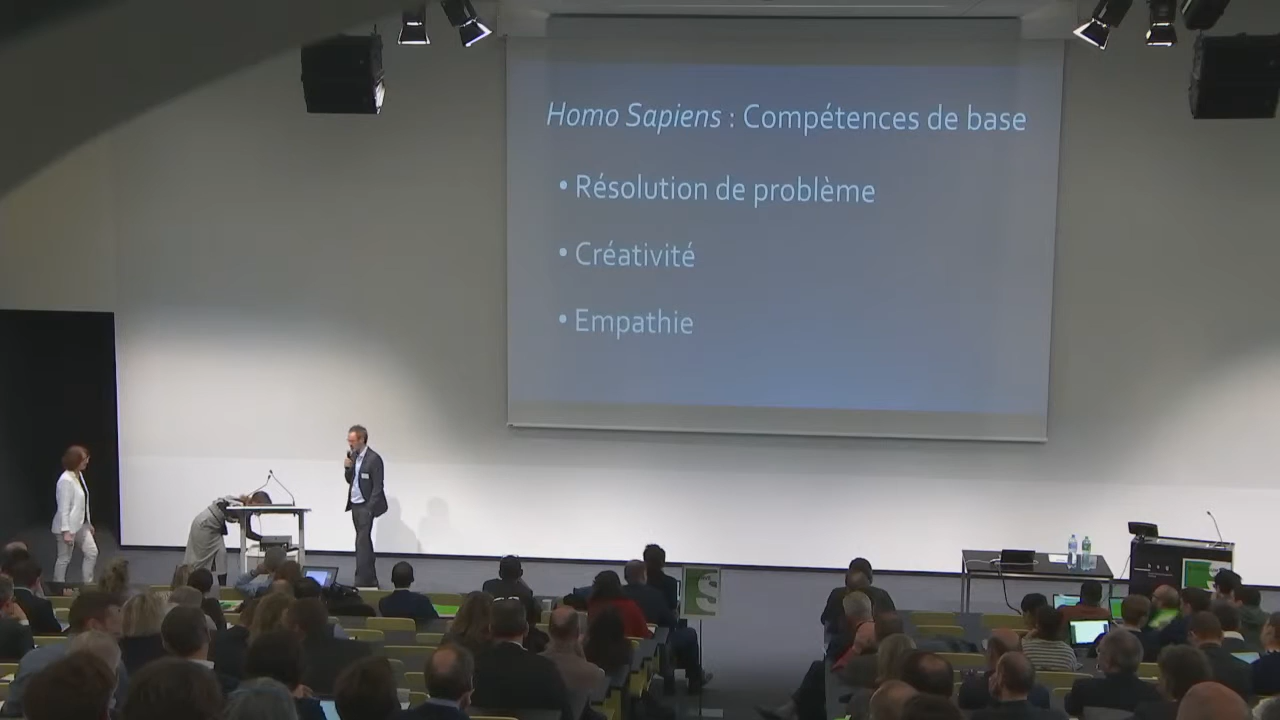 Homo Sapiens : Compétences de base
• Résolution de problème
• Créativité
• Empathie